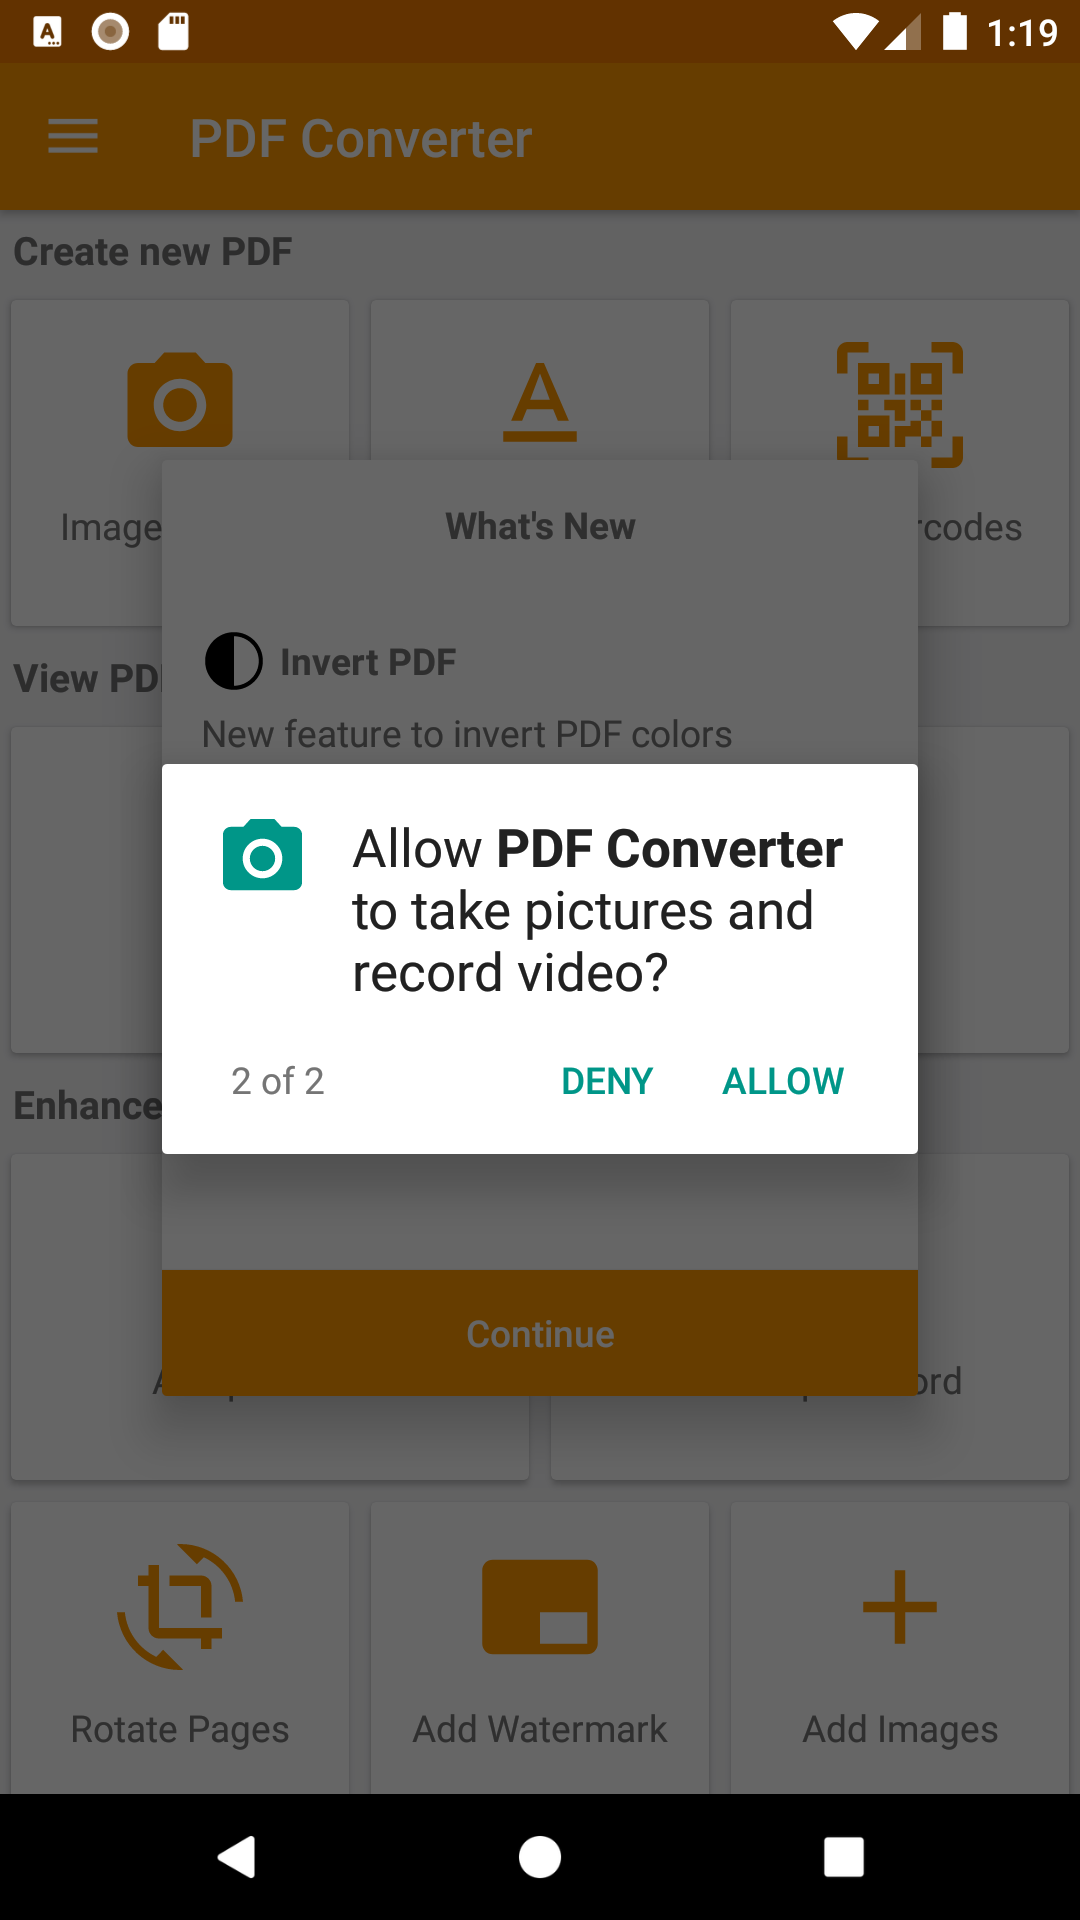 1:19
PDF Converter
Create new PDF
Image
rcodes
What's New
Invert PDF
View PD
New feature to invert PDF colors
Allow PDF Converter
to take pictures and
record video?
2 of 2
DENY
ALLOW
Enhance
Continue
ord
Rotate Pages
Add Watermark
Add Images